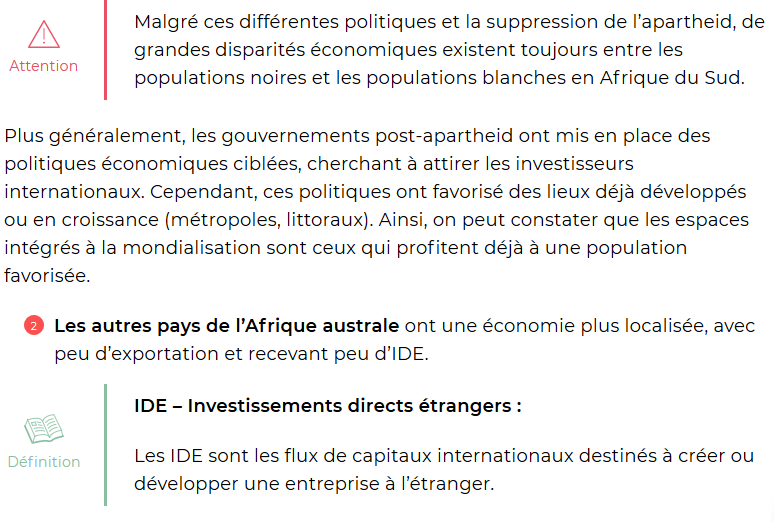 Malgré ces différentes politiques et la suppression de l’apartheid, de
grandes disparités économiques existent toujours entre les
populations noires et les populations blanches en Afrique du Sud.
Attention
Plus généralement, les gouvernements post-apartheid ont mis en place des
politiques économiques ciblées, cherchant à attirer les investisseurs
internationaux. Cependant, ces politiques ont favorisé des lieux déjà développés
ou en croissance (métropoles, littoraux). Ainsi, on peut constater que les espaces
intégrés à la mondialisation sont ceux qui profitent déjà à une population
favorisée.
2 Les autres pays de l’Afrique australe ont une économie plus localisée, avec
peu d’exportation et recevant peu d’IDE.
IDE – Investissements directs étrangers :
Définition
Les IDE sont les flux de capitaux internationaux destinés à créer ou
développer une entreprise à l’étranger.